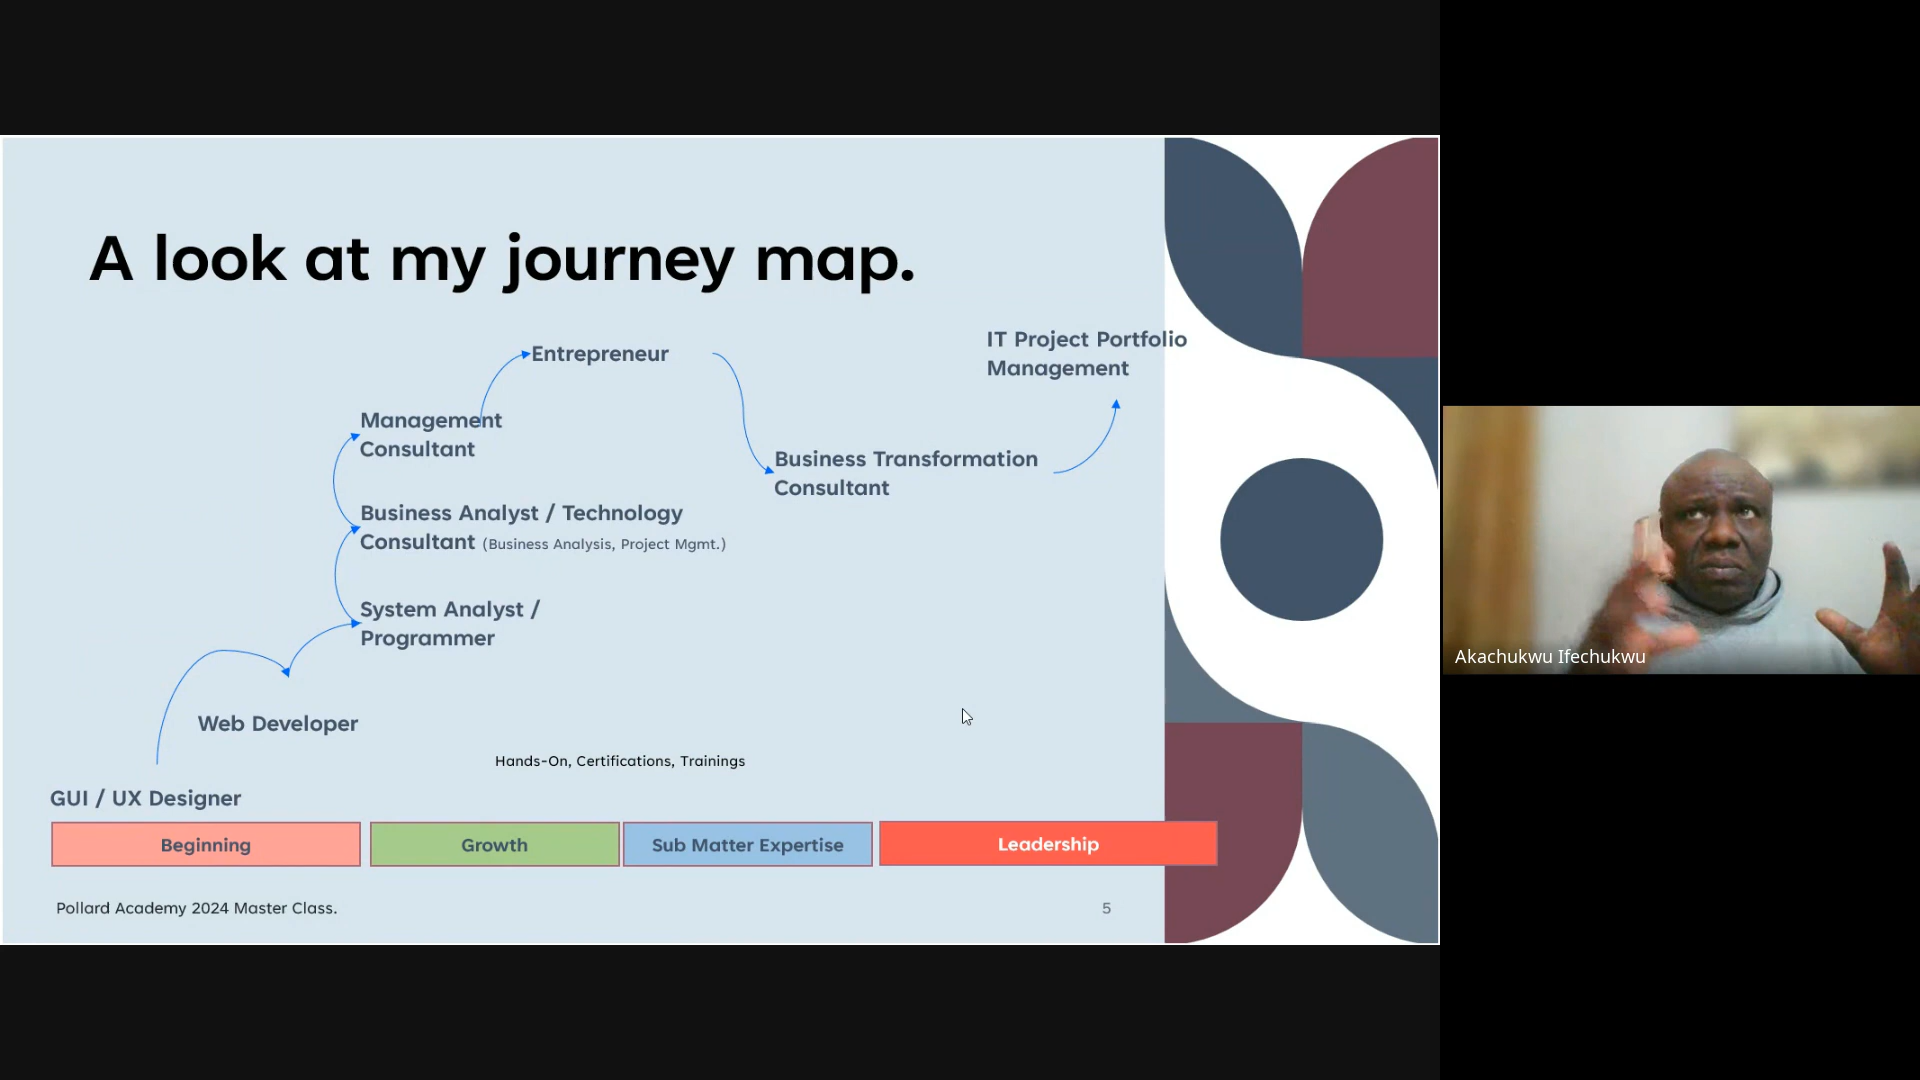 A look at my journey map.
IT Project Portfolio
Management
Entrepreneur
Management
Consultant
Business Transformation
Consultant
Business Analyst / Technology
Consultant (Business Analysis, Project Mgmt.)
System Analyst /
Programmer
Web Developer
Hands-On, Certifications, Trainings
GUI / UX Designer
Beginning
Growth
Sub Matter Expertise
Leadership
Pollard Academy 2024 Master Class.
5
Akachukwu Ifechukwu